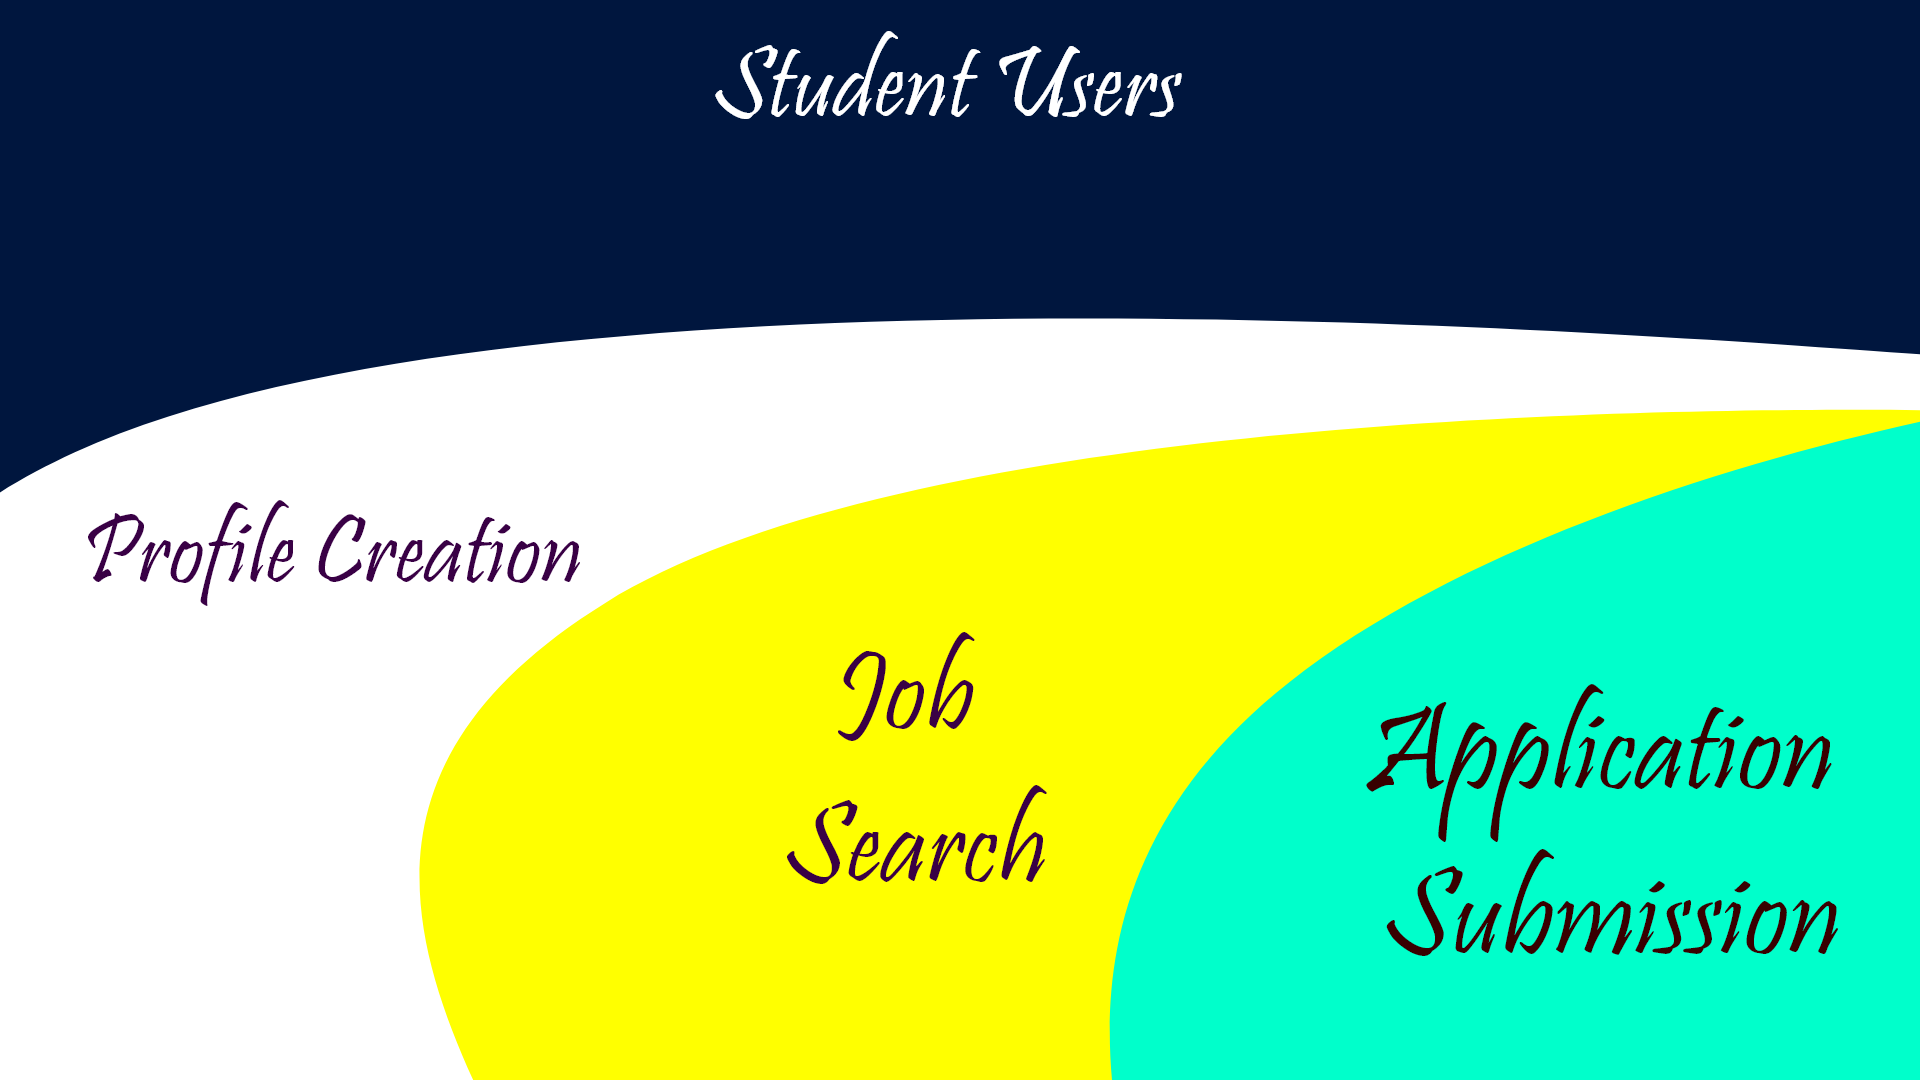 Student Users
Profile Creation
Job
Search
Application
Submission